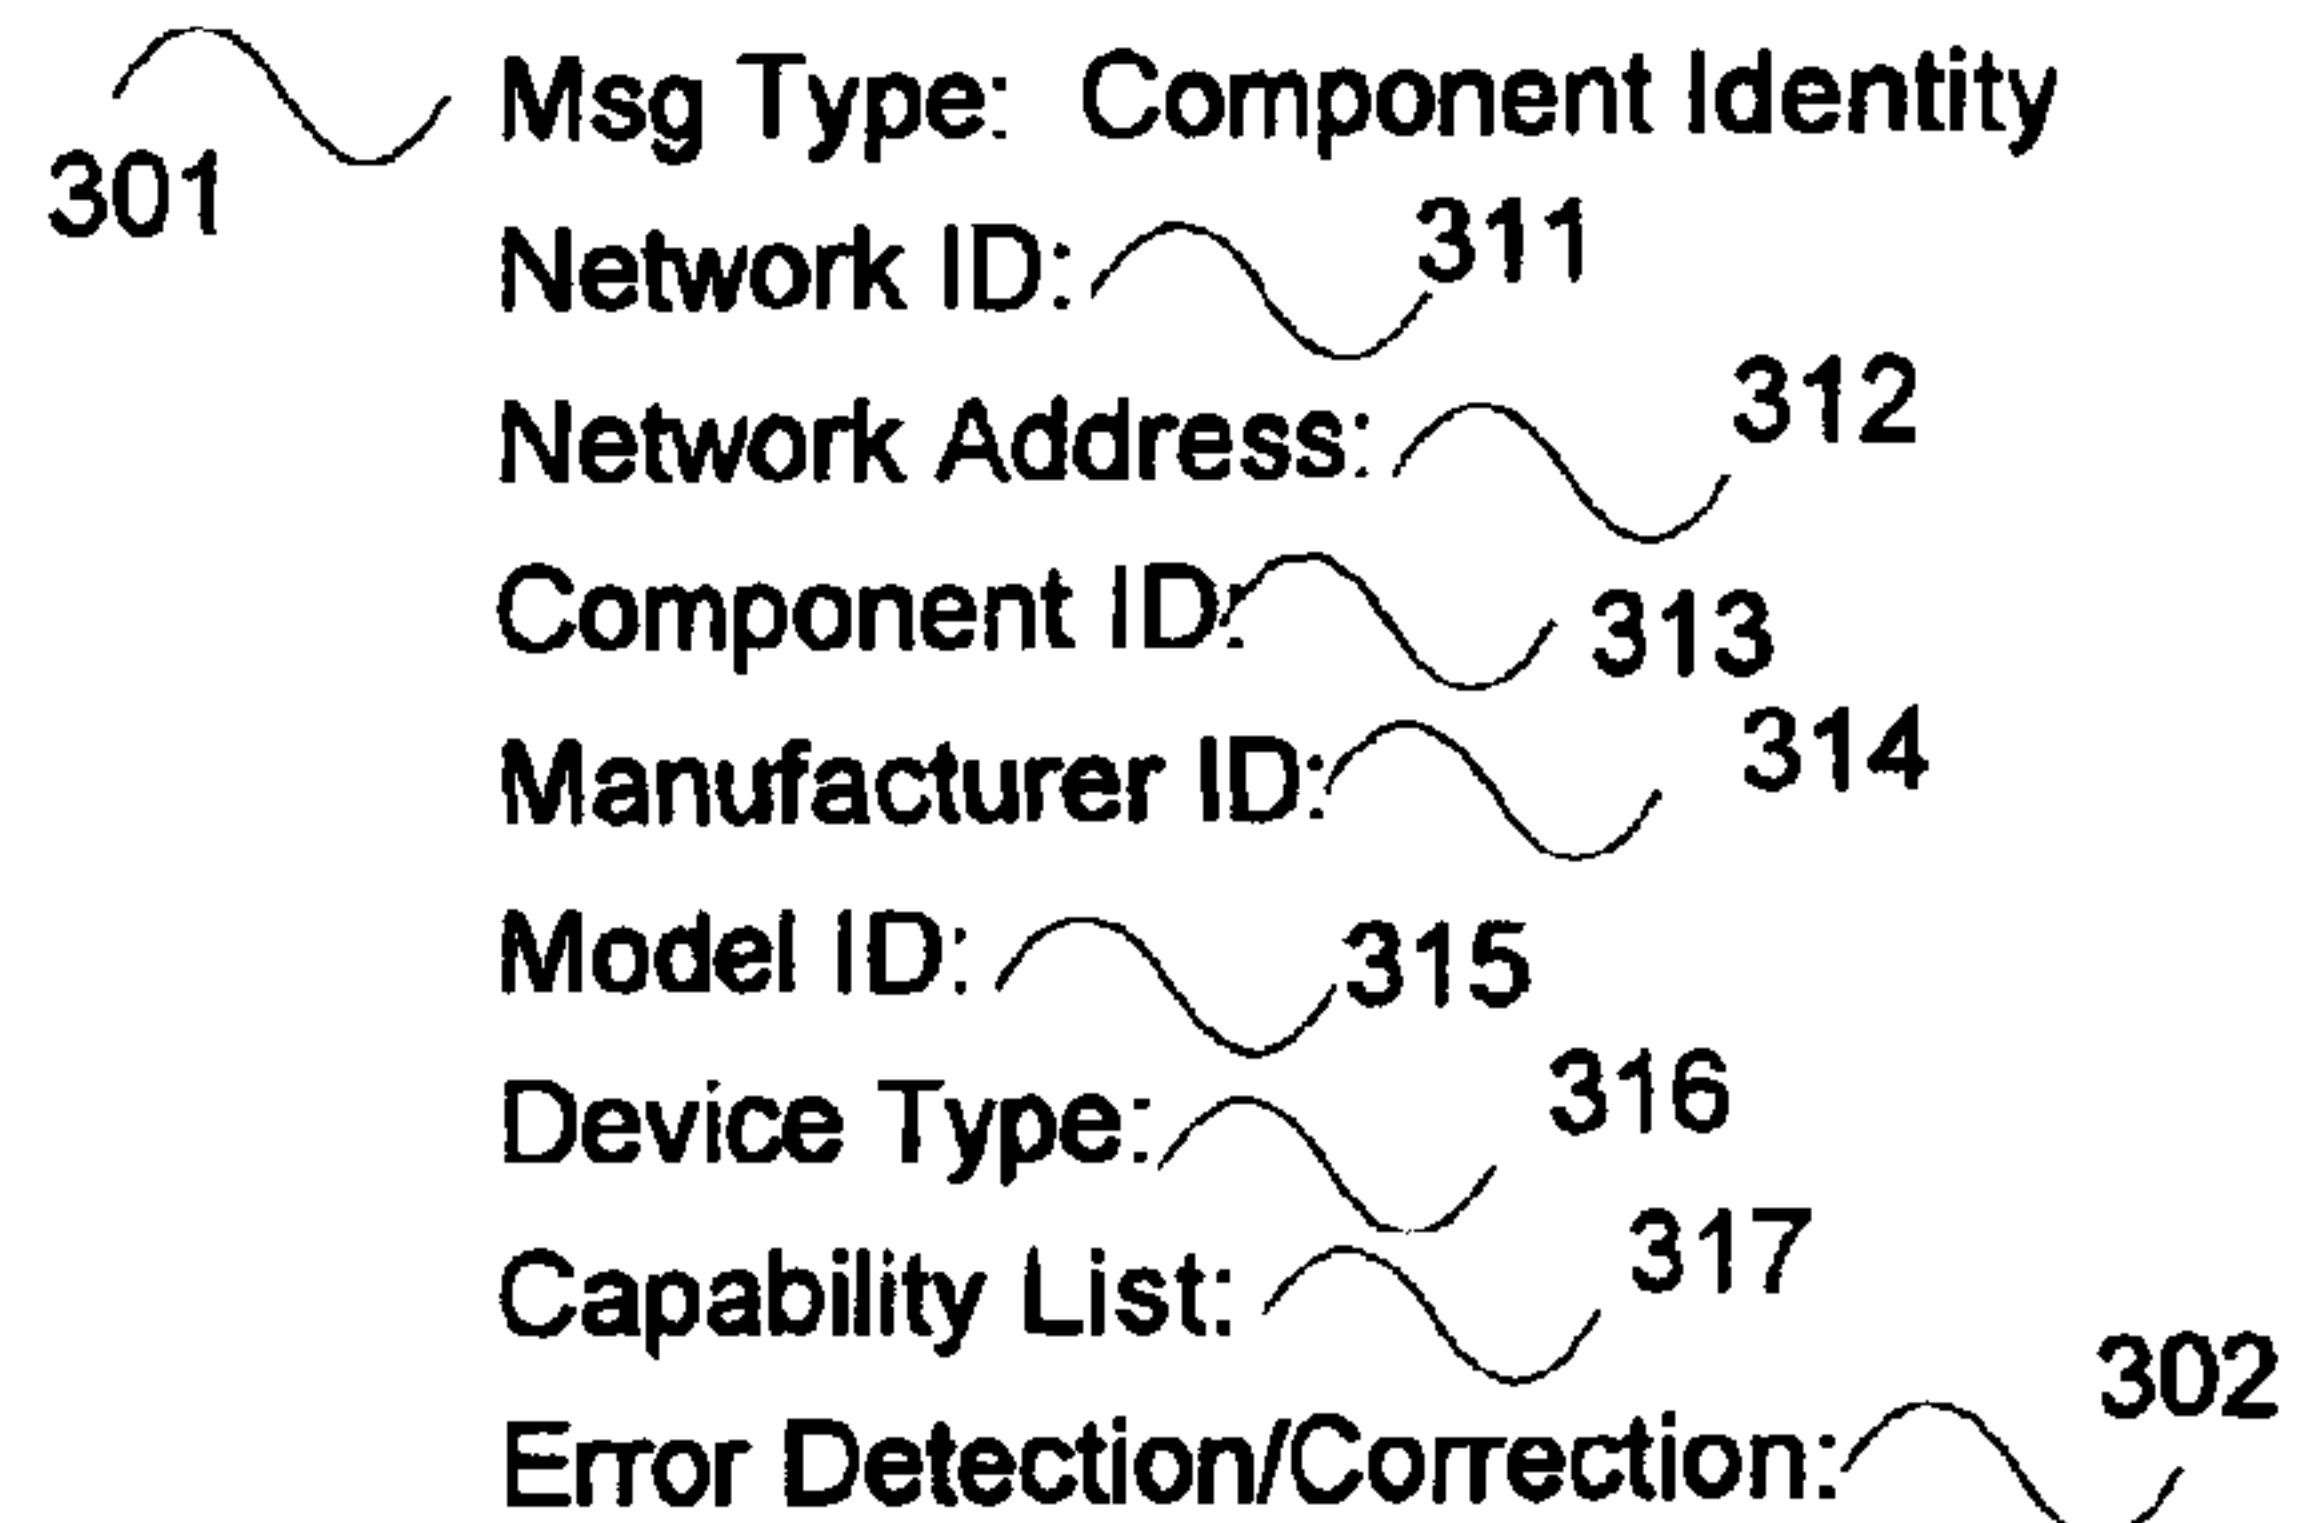 Msg Type: Component Identity
301
Network ID: 311
Network Address: 312
Component ID: 313
Manufacturer ID: 314
Model ID: 315
Device Type: 316
Capability List: 317
Error Detection/Correction: 302